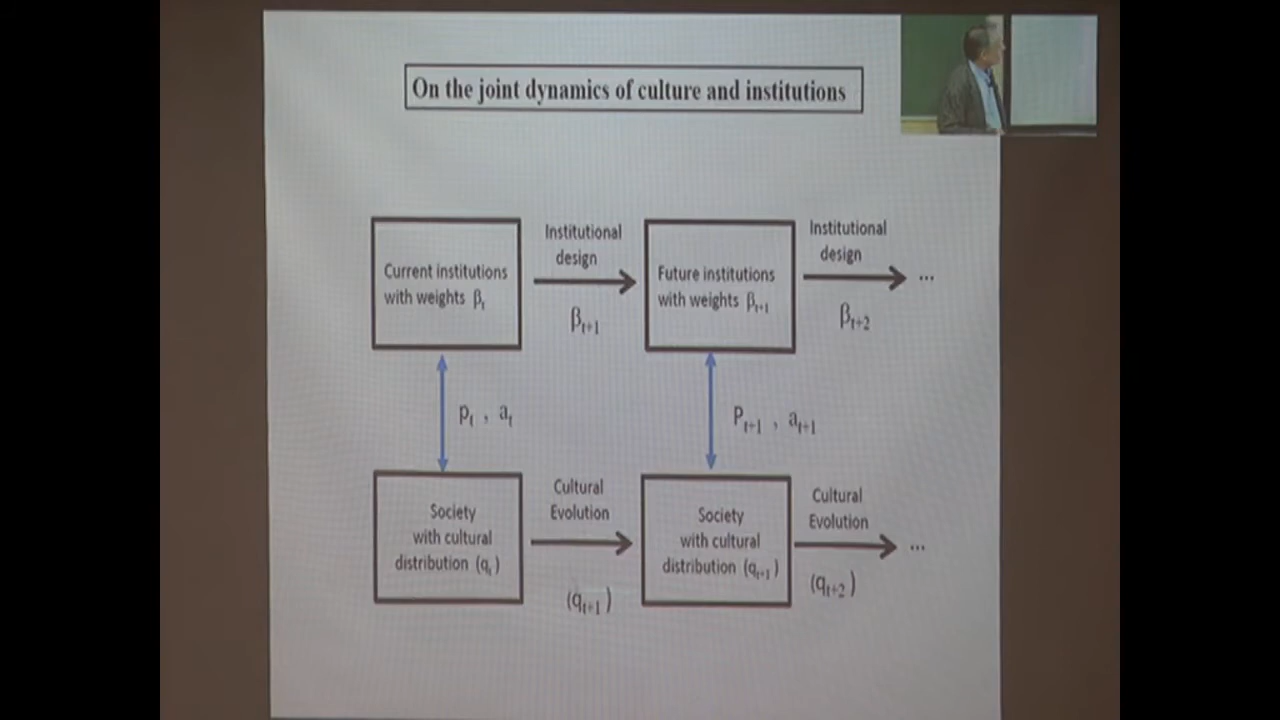 On the joint dynamics of culture and institutions
Institutional
design
Institutional
design
Current institutions
with weights βₜ
Future institutions
with weights βₜ₊₁
...
βₜ₊₁
βₜ₊₂
pₜ , aₜ
Pₜ₊₁ , aₜ₊₁
Cultural
Evolution
Cultural
Evolution
Society
with cultural
distribution (qₜ)
Society
with cultural
distribution (qₜ₊₁)
...
(qₜ₊₁)
(qₜ₊₂)